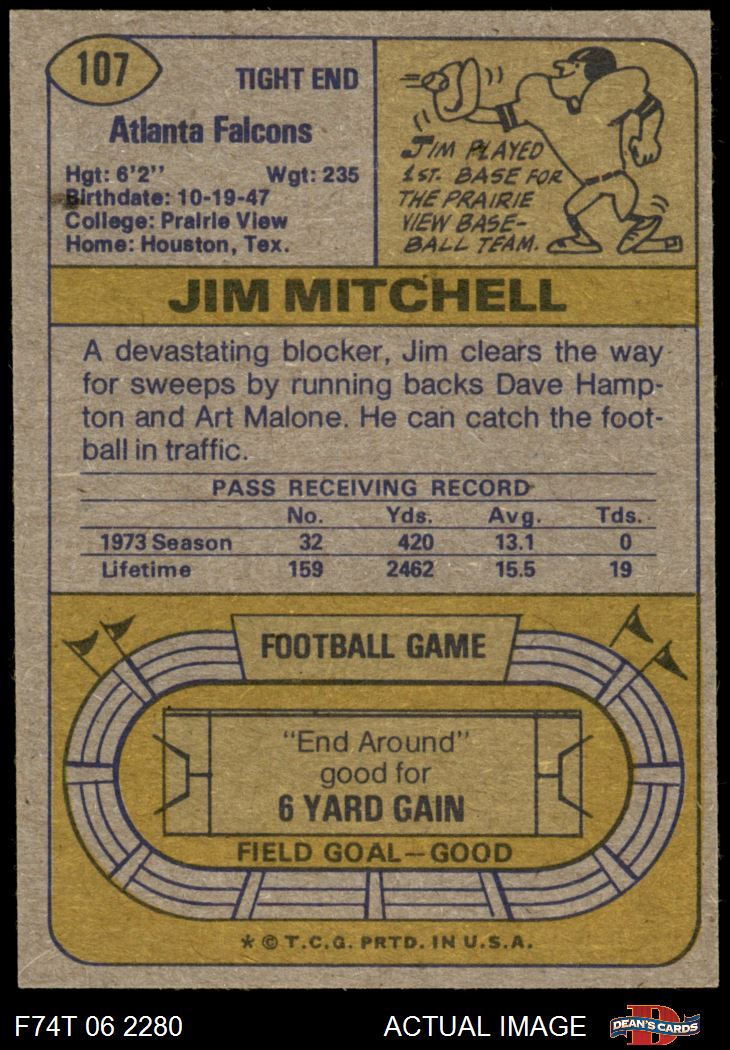 107
TIGHT END
Atlanta Falcons
Hgt: 6'2'' Wgt: 235
Birthdate: 10-19-47
College: Prairie View
Home: Houston, Tex.
JIM PLAYED
1ST. BASE FOR
THE PRAIRIE
VIEW BASE-
BALL TEAM.
JIM MITCHELL
A devastating blocker, Jim clears the way
for sweeps by running backs Dave Hamp-
ton and Art Malone. He can catch the foot-
ball in traffic.
PASS RECEIVING RECORD
No. Yds. Avg. Tds.
1973 Season 32 420 13.1 0
Lifetime 159 2462 15.5 19
FOOTBALL GAME
"End Around"
good for
6 YARD GAIN
FIELD GOAL—GOOD
* © T.C.G. PRTD. IN U.S.A.
F74T 06 2280 ACTUAL IMAGE
D
DEAN'S CARDS